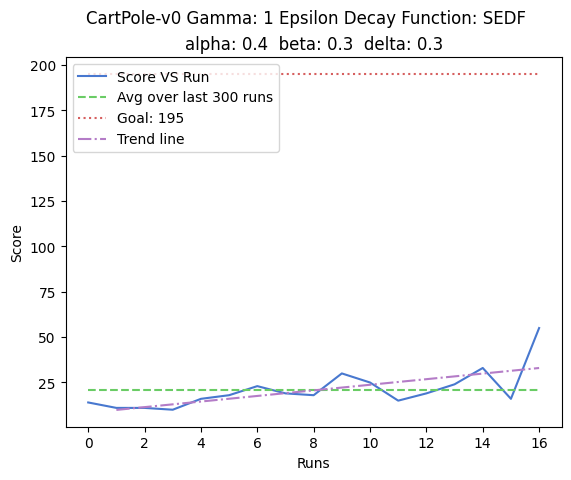 CartPole-v0 Gamma: 1 Epsilon Decay Function: SEDF
alpha: 0.4  beta: 0.3  delta: 0.3
Score VS Run
Avg over last 300 runs
Goal: 195
Trend line
200
175
150
125
100
75
50
25
Score
0 2 4 6 8 10 12 14 16
Runs